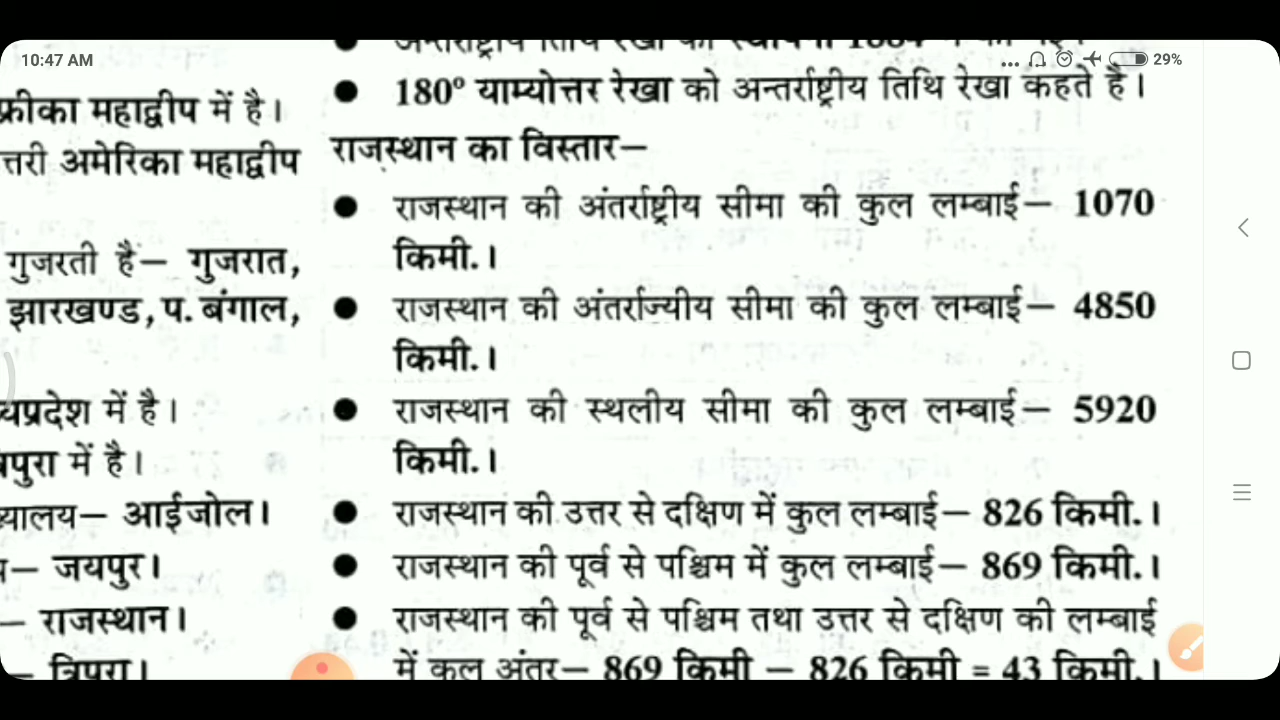 10:47 AM
... 29%
फ्रीका महाद्वीप में है।
त्तरी अमेरिका महाद्वीप
गुजरती है— गुजरात,
झारखण्ड, प. बंगाल,
यप्रदेश में है।
पुरा में है।
यालय— आईजोल।
— जयपुर।
— राजस्थान।
— त्रिपुरा।
180° याम्योत्तर रेखा को अन्तर्राष्ट्रीय तिथि रेखा कहते हैं।
राजस्थान का विस्तार—
● राजस्थान की अंतर्राष्ट्रीय सीमा की कुल लम्बाई— 1070
किमी.।
● राजस्थान की अंतर्राज्यीय सीमा की कुल लम्बाई— 4850
किमी.।
● राजस्थान की स्थलीय सीमा की कुल लम्बाई— 5920
किमी.।
● राजस्थान की उत्तर से दक्षिण में कुल लम्बाई— 826 किमी.।
● राजस्थान की पूर्व से पश्चिम में कुल लम्बाई— 869 किमी.।
● राजस्थान की पूर्व से पश्चिम तथा उत्तर से दक्षिण की लम्बाई
में कुल अंतर— 869 किमी — 826 किमी = 43 किमी.।